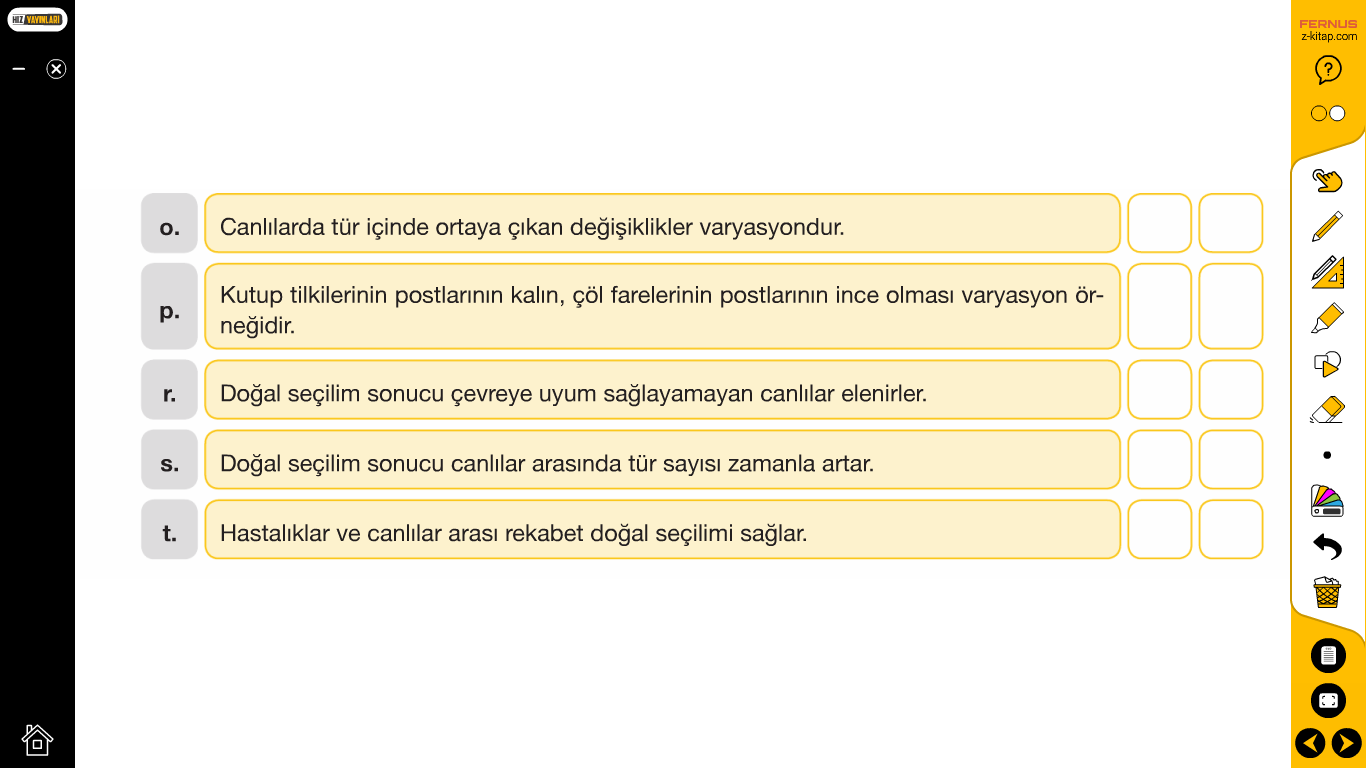 HIZ YAYINLARI
FERNUS
z-kitap.com
?
o. Canlılarda tür içinde ortaya çıkan değişiklikler varyasyondur.
p. Kutup tilkilerinin postlarının kalın, çöl farelerinin postlarının ince olması varyasyon ör-
neğidir.
r. Doğal seçilim sonucu çevreye uyum sağlayamayan canlılar elenirler.
s. Doğal seçilim sonucu canlılar arasında tür sayısı zamanla artar.
t. Hastalıklar ve canlılar arası rekabet doğal seçilimi sağlar.